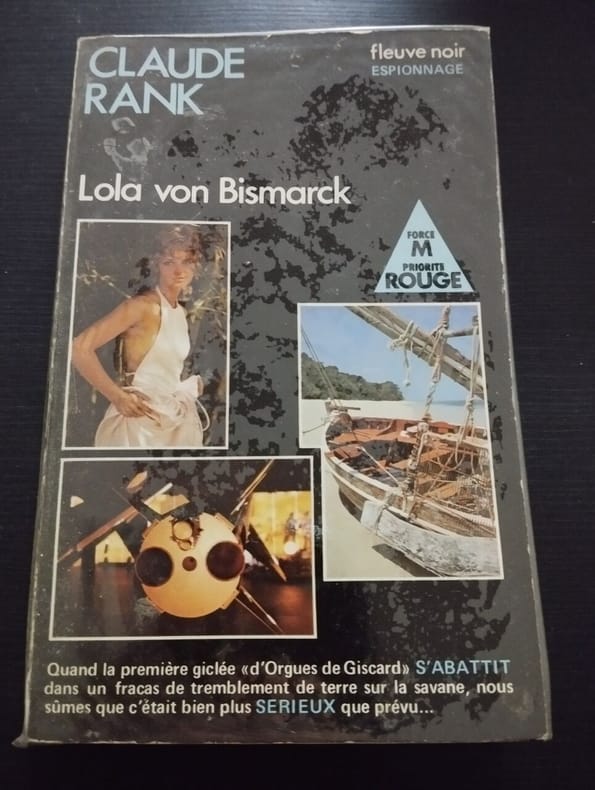 CLAUDE
RANK
fleuve noir
ESPIONNAGE
Lola von Bismarck
FORCE
M
PRIORITE
ROUGE
Quand la première giclée «d'Orgues de Giscard» S'ABATTIT
dans un fracas de tremblement de terre sur la savane, nous
sûmes que c'était bien plus SERIEUX que prévu...